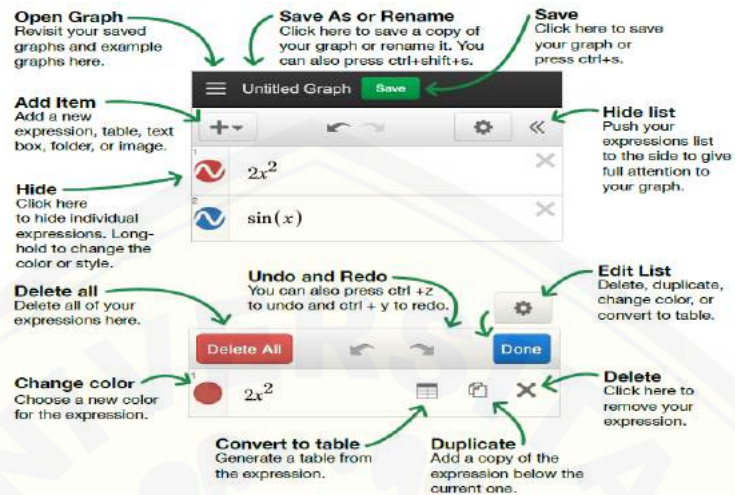 Open Graph
Revisit your saved
graphs and example
graphs here.
Save As or Rename
Click here to save a copy of
your graph or rename it. You
can also press ctrl+shift+s.
Save
Click here to save
your graph or
press ctrl+s.
Untitled Graph
Save
Add Item
Add a new
expression, table, text
box, folder, or image.
Hide list
Push your
expressions list
to the side to give
full attention to
your graph.
1
2x²
2
sin(x)
Hide
Click here
to hide individual
expressions. Long-
hold to change the
color or style.
Undo and Redo
You can also press ctrl +z
to undo and ctrl + y to redo.
Edit List
Delete, duplicate,
change color, or
convert to table.
Delete all
Delete all of your
expressions here.
Delete All
Done
Change color
Choose a new color
for the expression.
1
2x²
Delete
Click here to
remove your
expression.
Convert to table
Generate a table from
the expression.
Duplicate
Add a copy of the
expression below the
current one.